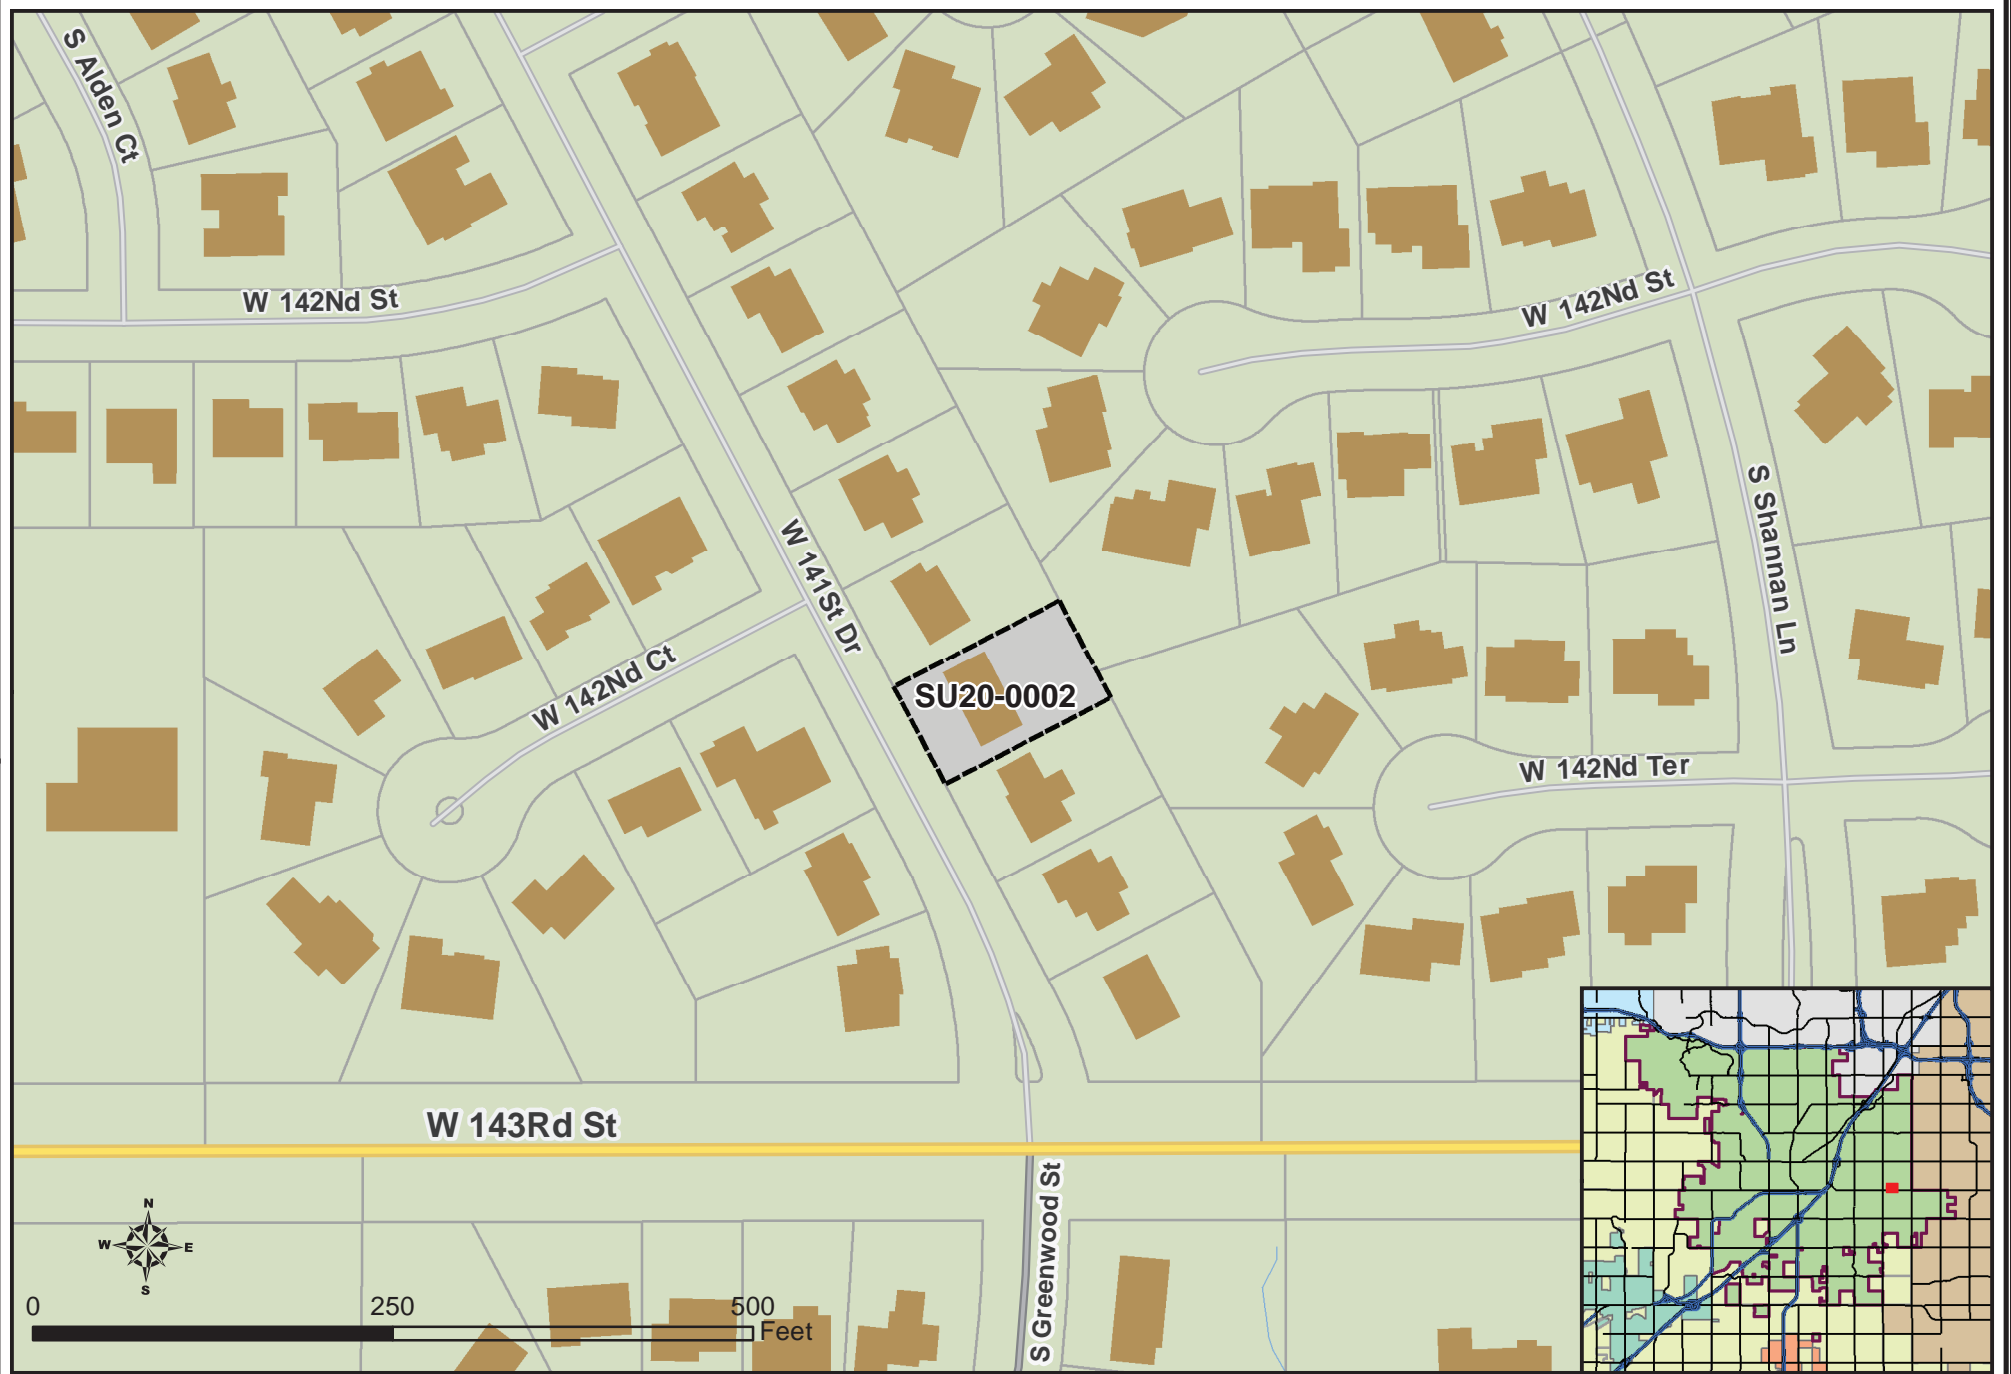 S Alden Ct
W 142Nd St
W 142Nd St
W 141St Dr
S Shannan Ln
W 142Nd Ct
SU20-0002
W 142Nd Ter
W 143Rd St
S Greenwood St
N
W E
S
0 250 500
Feet